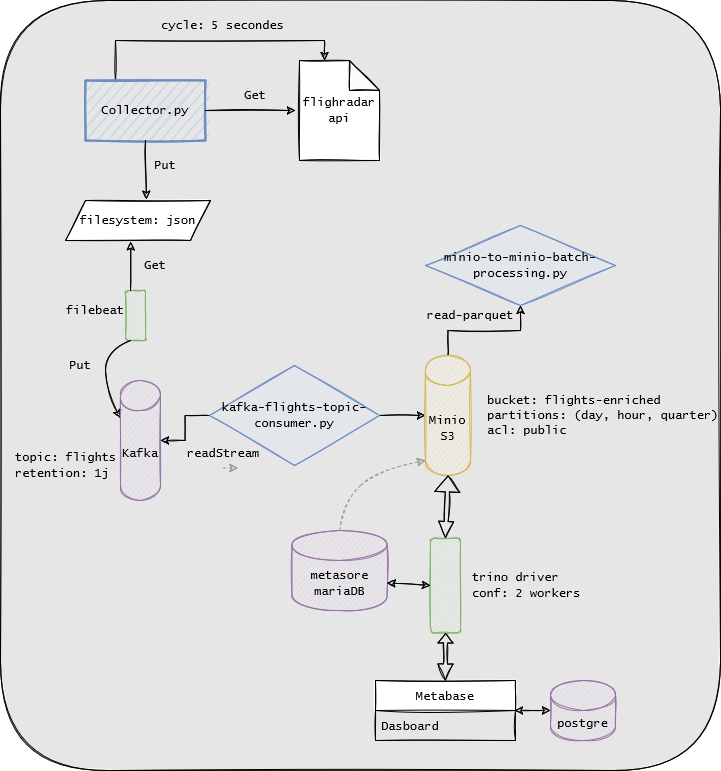 cycle: 5 secondes
Collector.py
Get
flighradar
api
Put
filesystem: json
Get
filebeat
Put
minio-to-minio-batch-
processing.py
read-parquet
kafka-flights-topic-
consumer.py
Minio
S3
bucket: flights-enriched
partitions: (day, hour, quarter)
acl: public
Kafka
topic: flights
retention: 1j
readStream
metasore
mariaDB
trino driver
conf: 2 workers
Metabase
Dasboard
postgre